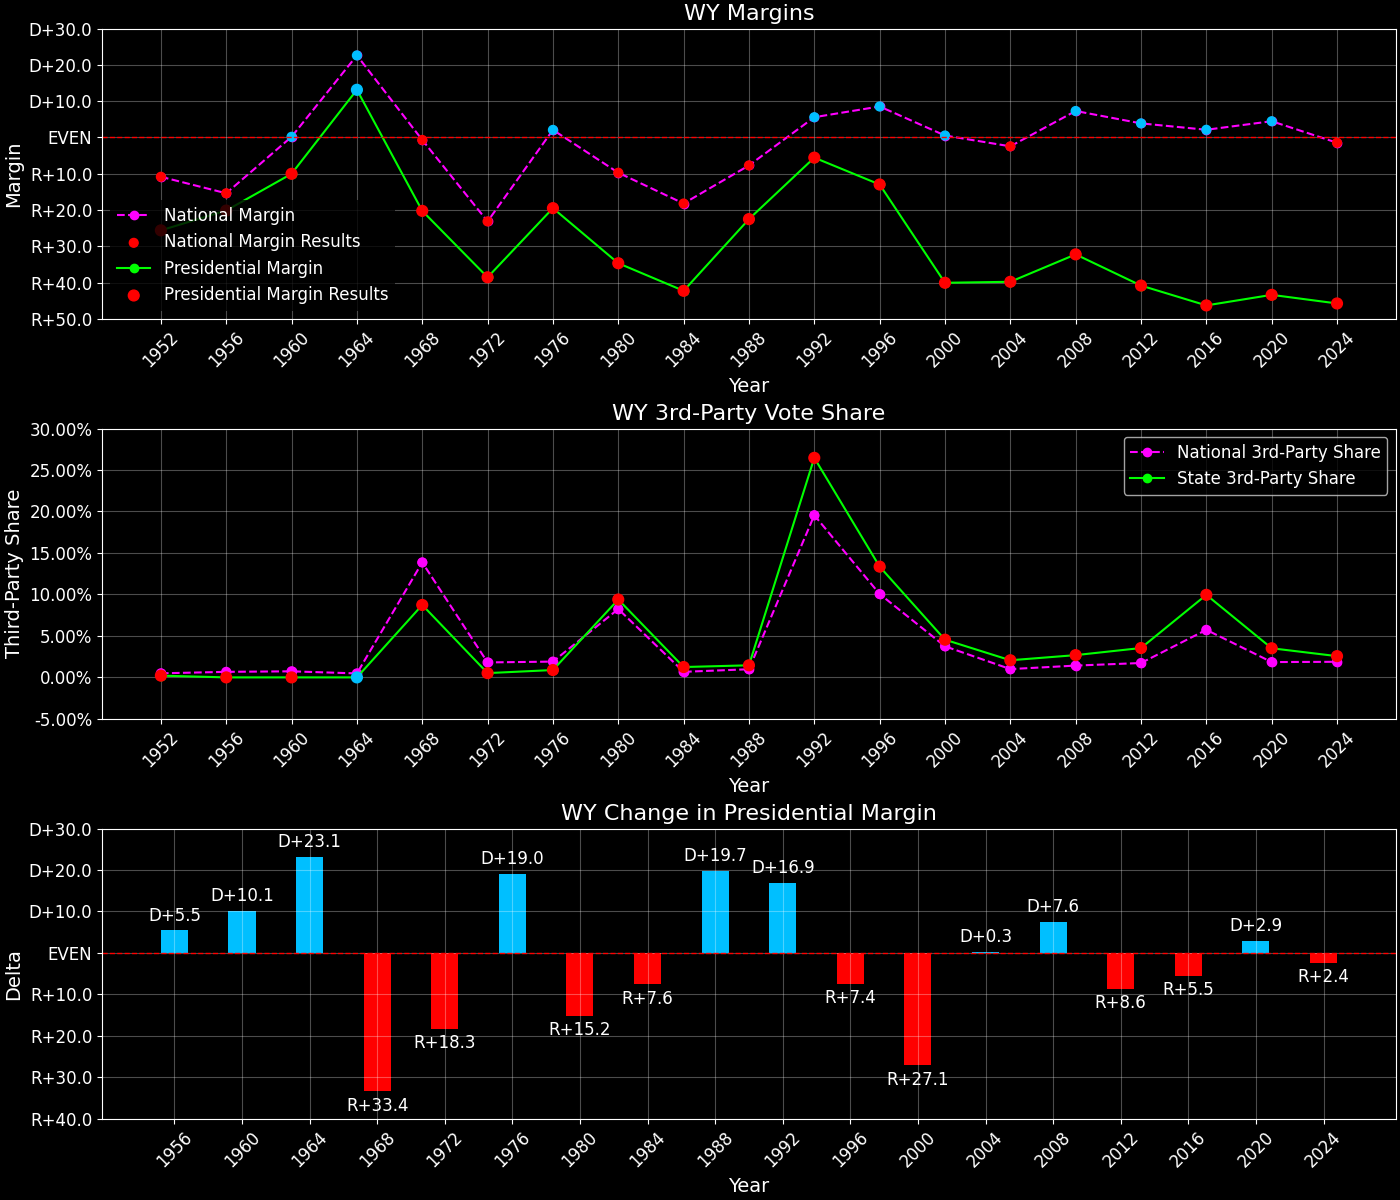 WY Margins
D+30.0
D+20.0
D+10.0
EVEN
R+10.0
R+20.0
R+30.0
R+40.0
R+50.0
Margin
National Margin
National Margin Results
Presidential Margin
Presidential Margin Results
1952 1956 1960 1964 1968 1972 1976 1980 1984 1988 1992 1996 2000 2004 2008 2012 2016 2020 2024
Year
WY 3rd-Party Vote Share
30.00%
25.00%
20.00%
15.00%
10.00%
5.00%
0.00%
-5.00%
Third-Party Share
National 3rd-Party Share
State 3rd-Party Share
1952 1956 1960 1964 1968 1972 1976 1980 1984 1988 1992 1996 2000 2004 2008 2012 2016 2020 2024
Year
WY Change in Presidential Margin
D+30.0
D+20.0
D+10.0
EVEN
R+10.0
R+20.0
R+30.0
R+40.0
Delta
D+5.5
D+10.1
D+23.1
R+33.4
R+18.3
D+19.0
R+15.2
R+7.6
D+19.7
D+16.9
R+7.4
R+27.1
D+0.3
D+7.6
R+8.6
R+5.5
D+2.9
R+2.4
1956 1960 1964 1968 1972 1976 1980 1984 1988 1992 1996 2000 2004 2008 2012 2016 2020 2024
Year